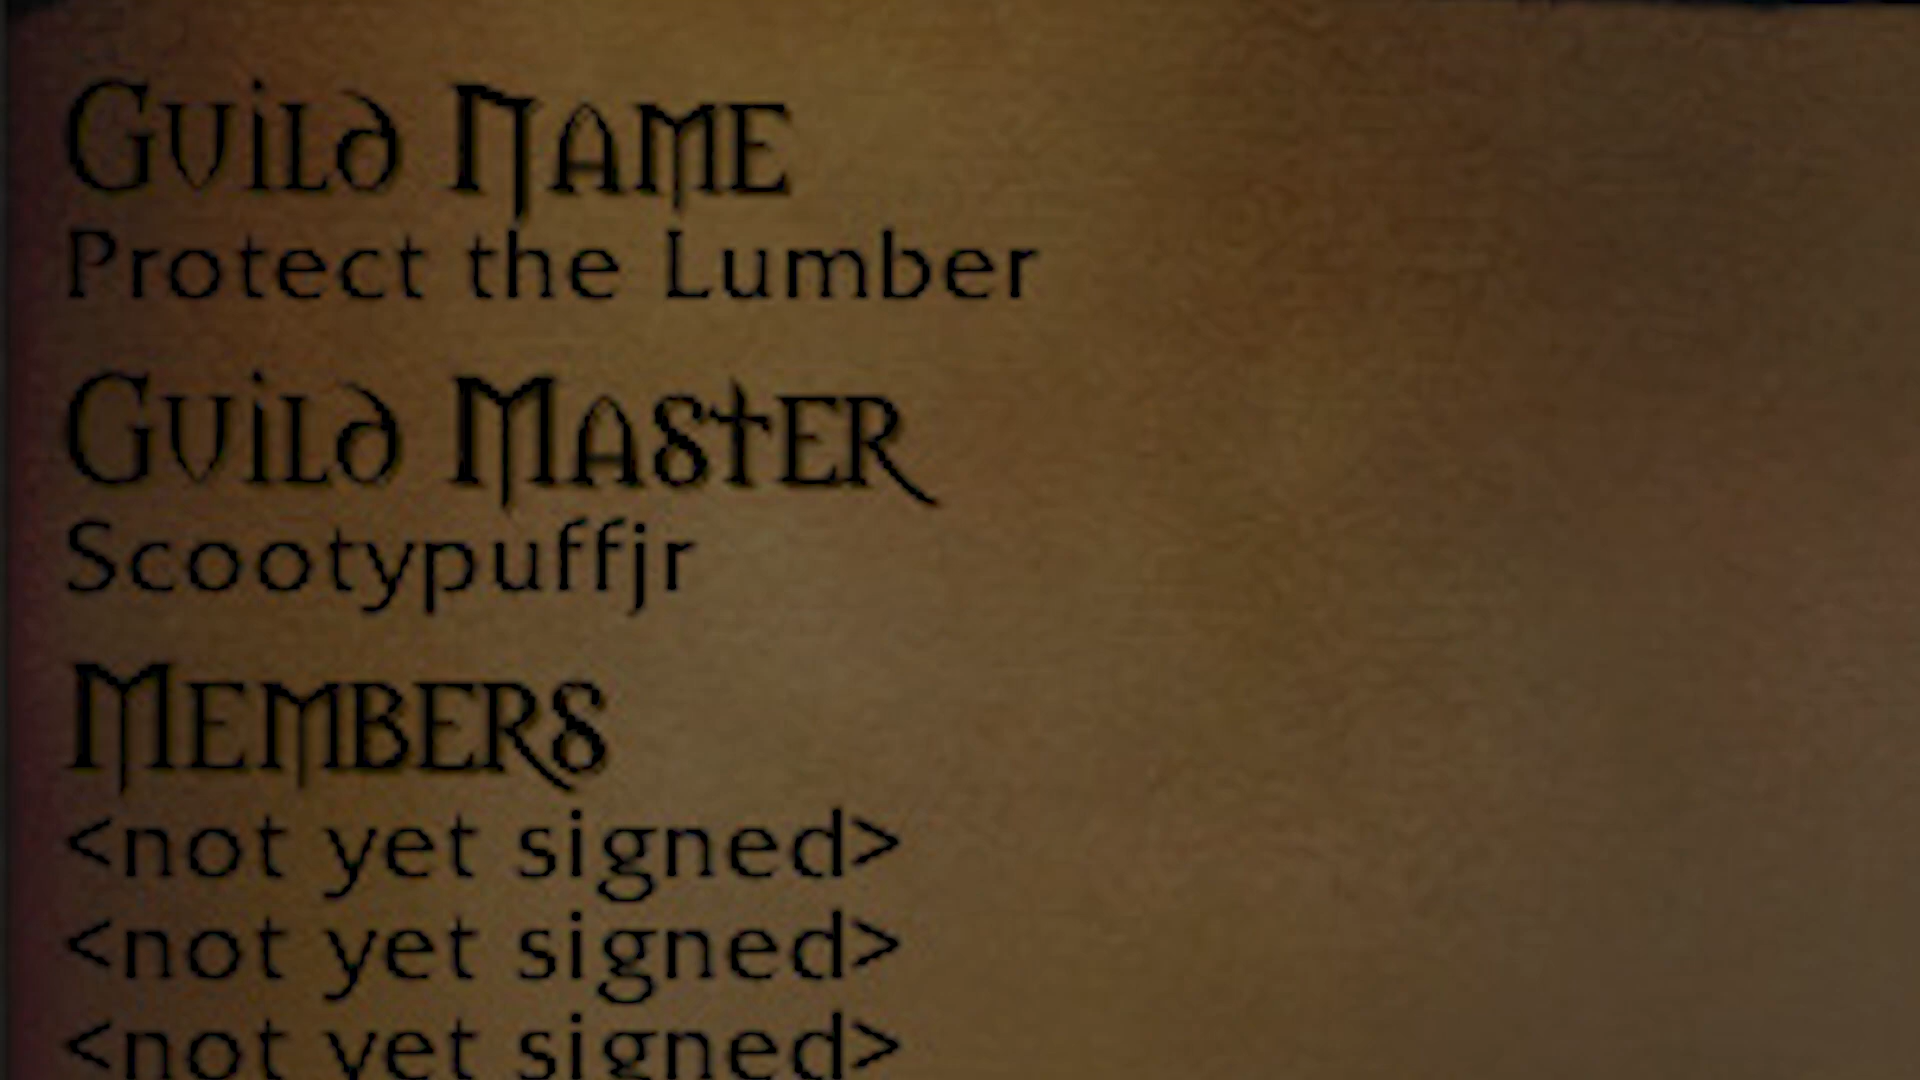 Guild Name
Protect the Lumber
Guild Master
Scootypuffjr
Members
<not yet signed>
<not yet signed>
<not yet signed>